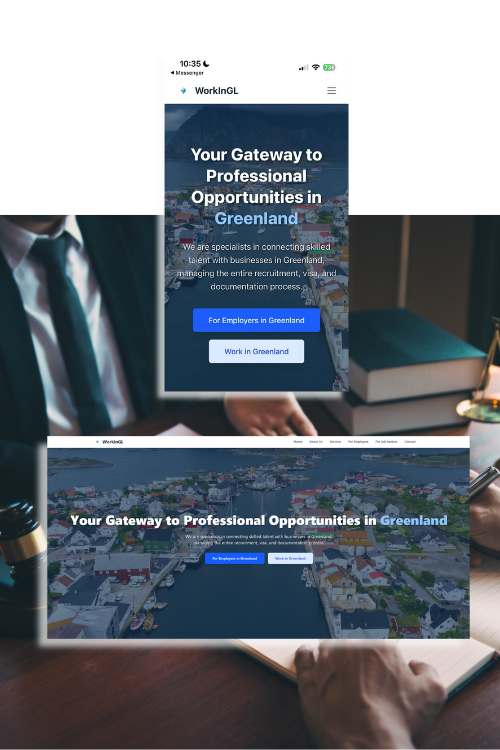 10:35
Messenger
73
WorkInGL
Your Gateway to
Professional
Opportunities in
Greenland
We are specialists in connecting skilled
talent with businesses in Greenland,
managing the entire recruitment, visa, and
documentation process.
For Employers in Greenland
Work in Greenland
WorkInGL
Home About Us Services For Employers For Job Seekers Contact
Your Gateway to Professional Opportunities in Greenland
We are specialists in connecting skilled talent with businesses in Greenland,
managing the entire recruitment, visa, and documentation process.
For Employers in Greenland Work in Greenland